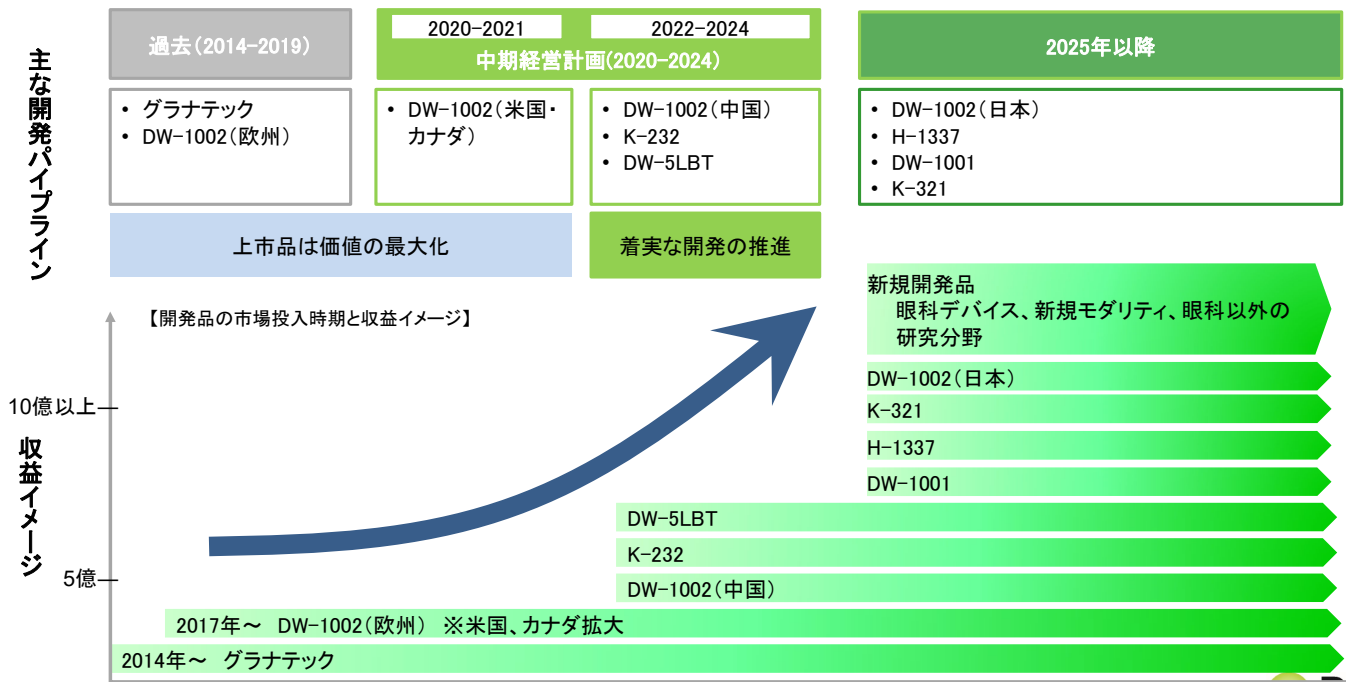 主な開発パイプライン
過去(2014-2019)
2020-2021
2022-2024
中期経営計画(2020-2024)
2025年以降
• グラナテック
• DW-1002(欧州)
• DW-1002(米国・
カナダ)
• DW-1002(中国)
• K-232
• DW-5LBT
• DW-1002(日本)
• H-1337
• DW-1001
• K-321
上市品は価値の最大化
着実な開発の推進
【開発品の市場投入時期と収益イメージ】
収益イメージ
10億以上
5億
新規開発品
眼科デバイス、新規モダリティ、眼科以外の
研究分野
DW-1002(日本)
K-321
H-1337
DW-1001
DW-5LBT
K-232
DW-1002(中国)
2017年~ DW-1002(欧州) ※米国、カナダ拡大
2014年~ グラナテック